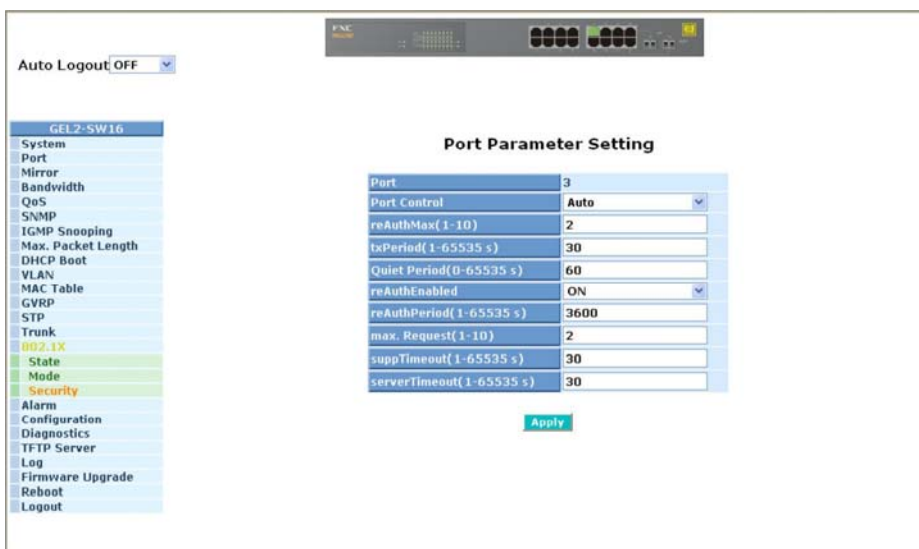 FXC
Auto Logout OFF
GEL2-SW16
System
Port
Mirror
Bandwidth
QoS
SNMP
IGMP Snooping
Max. Packet Length
DHCP Boot
VLAN
MAC Table
GVRP
STP
Trunk
802.1X
State
Mode
Security
Alarm
Configuration
Diagnostics
TFTP Server
Log
Firmware Upgrade
Reboot
Logout
Port Parameter Setting
Port 3
Port Control Auto
reAuthMax(1-10) 2
txPeriod(1-65535 s) 30
Quiet Period(0-65535 s) 60
reAuthEnabled ON
reAuthPeriod(1-65535 s) 3600
max. Request(1-10) 2
suppTimeout(1-65535 s) 30
serverTimeout(1-65535 s) 30
Apply